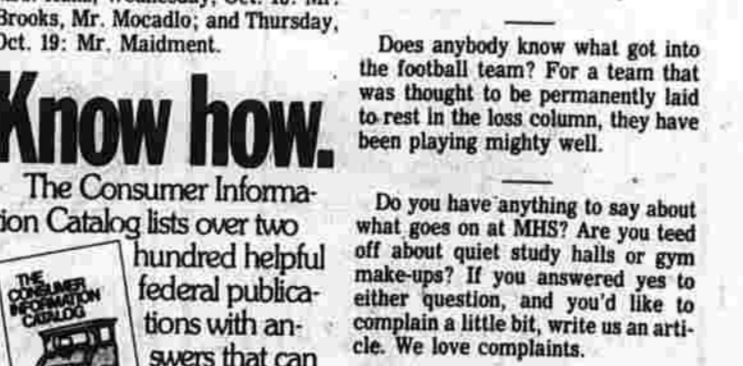 Brooks, Mr. Mocadlo; and Thursday,
Oct. 19: Mr. Maidment.
Know how.
The Consumer Informa-
tion Catalog lists over two
hundred helpful
federal publica-
tions with an-
swers that can
THE
CONSUMER
INFORMATION
CATALOG
Does anybody know what got into
the football team? For a team that
was thought to be permanently laid
to rest in the loss column, they have
been playing mighty well.
Do you have anything to say about
what goes on at MHS? Are you teed
off about quiet study halls or gym
make-ups? If you answered yes to
either question, and you'd like to
complain a little bit, write us an arti-
cle. We love complaints.